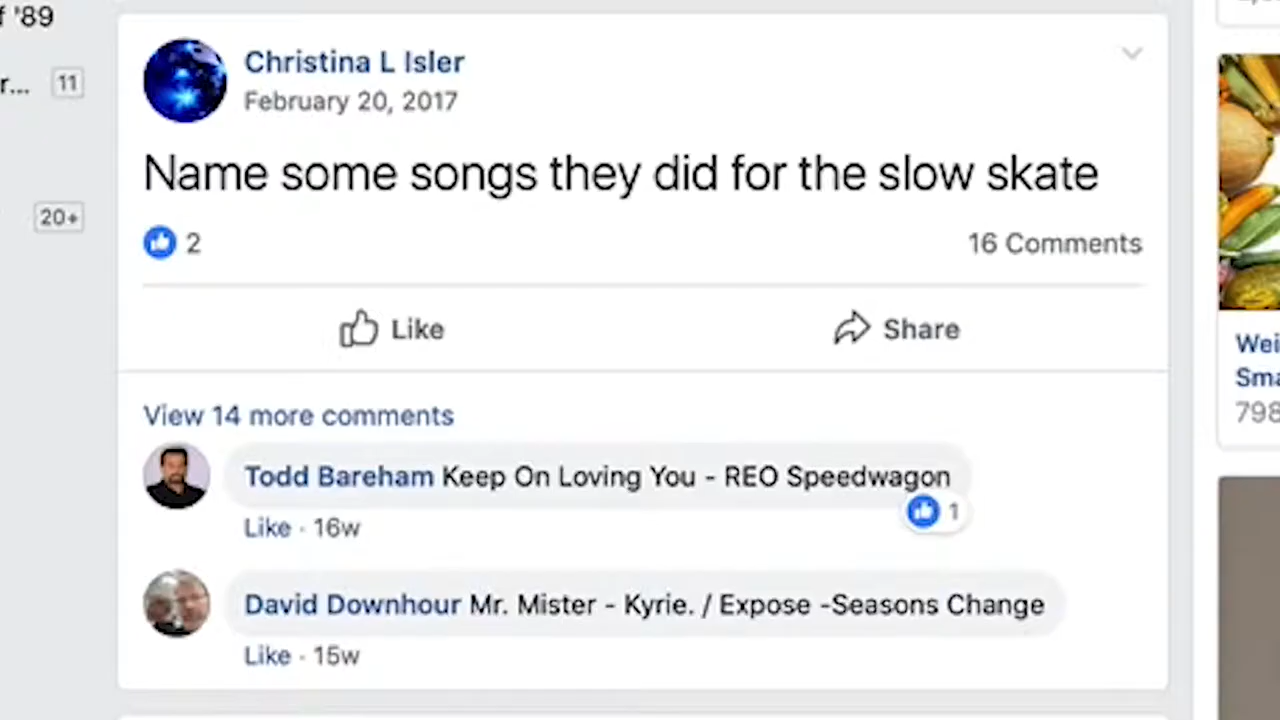 f '89
Christina L Isler
February 20, 2017
r... 11
Name some songs they did for the slow skate
20+
2
16 Comments
Like
Share
Wei
Sma
798
View 14 more comments
Todd Bareham Keep On Loving You - REO Speedwagon
1
Like · 16w
David Downhour Mr. Mister - Kyrie. / Expose -Seasons Change
Like · 15w